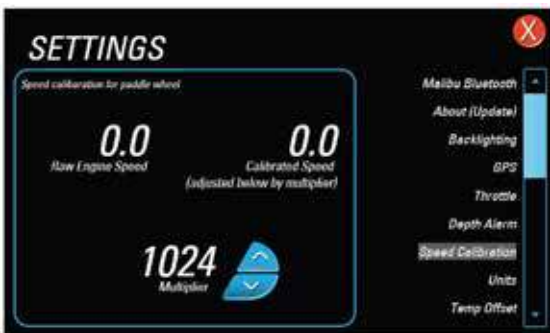 SETTINGS
X
Speed calibration for paddle wheel
0.0
Raw Engine Speed
0.0
Calibrated Speed
(adjusted below by multiplier)
1024
Multiplier
Malibu Bluetooth
About (Update)
Backlighting
GPS
Throttle
Depth Alarm
Speed Calibration
Units
Temp Offset